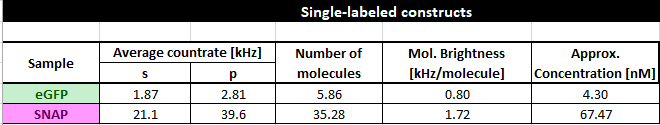 Single-labeled constructs
Sample Average countrate [kHz] Number of molecules Mol. Brightness [kHz/molecule] Approx. Concentration [nM]
s p
eGFP 1.87 2.81 5.86 0.80 4.30
SNAP 21.1 39.6 35.28 1.72 67.47